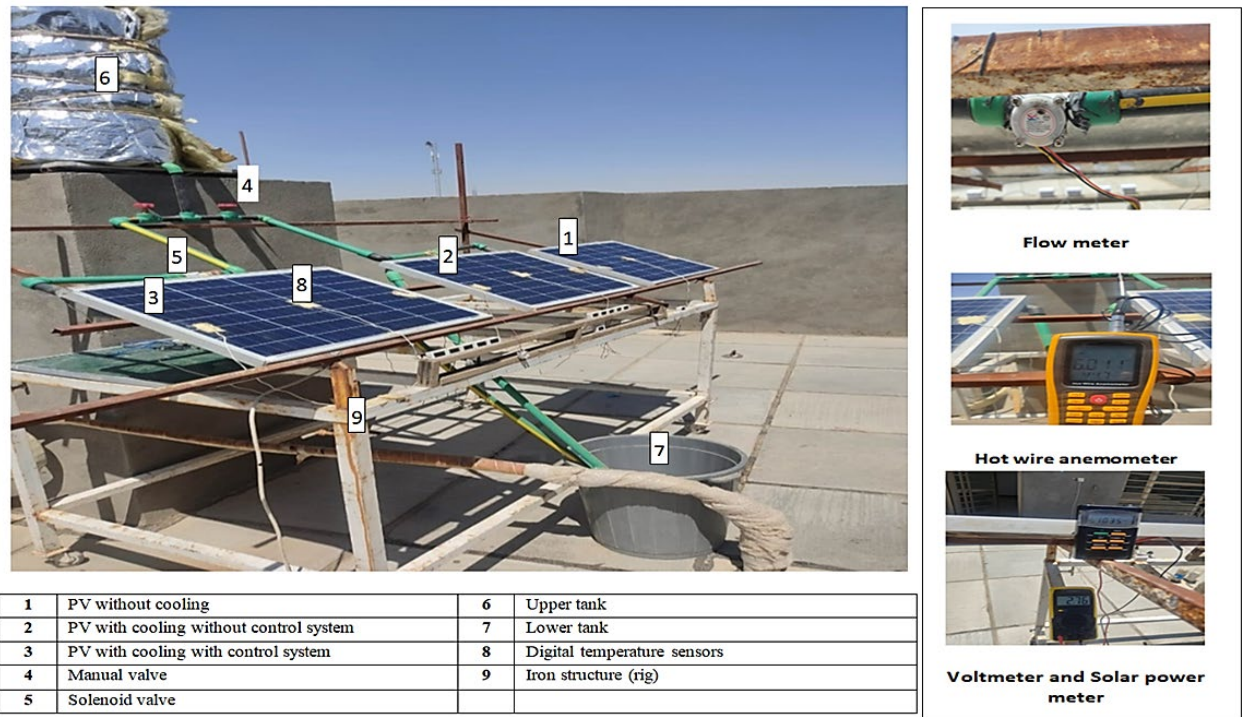 6
4
5
3
8
2
1
9
7
1 PV without cooling 6 Upper tank
2 PV with cooling without control system 7 Lower tank
3 PV with cooling with control system 8 Digital temperature sensors
4 Manual valve 9 Iron structure (rig)
5 Solenoid valve
Flow meter
Hot wire anemometer
Voltmeter and Solar power
meter